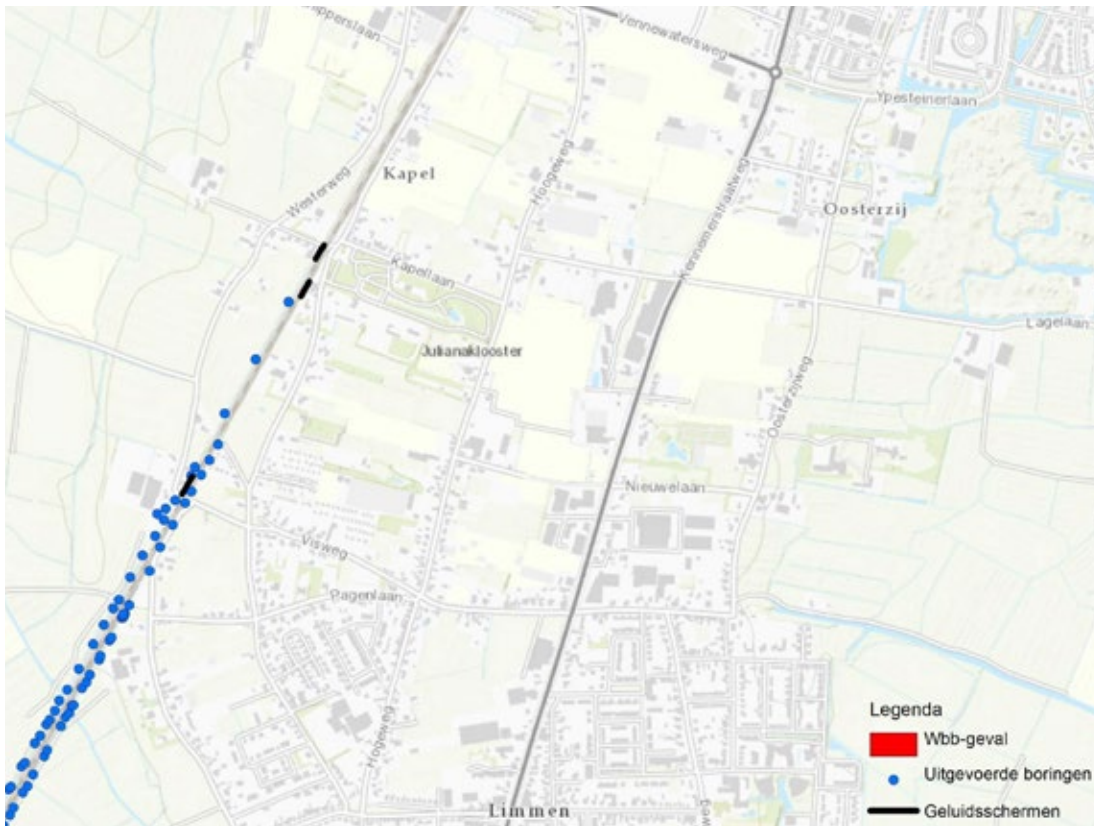 Vennewatersweg
Ypesteinerlaan
Kapel
Westerweg
Hoogeweg
Oosterzij
Kennemerstraatweg
Kapellaan
Lagelaan
Julianaklooster
Oosterzijweg
Nieuwelaan
Visweg
Pagenlaan
Hogeweg
Limmen
Legenda
Wbb-geval
Uitgevoerde boringen
Geluidsschermen